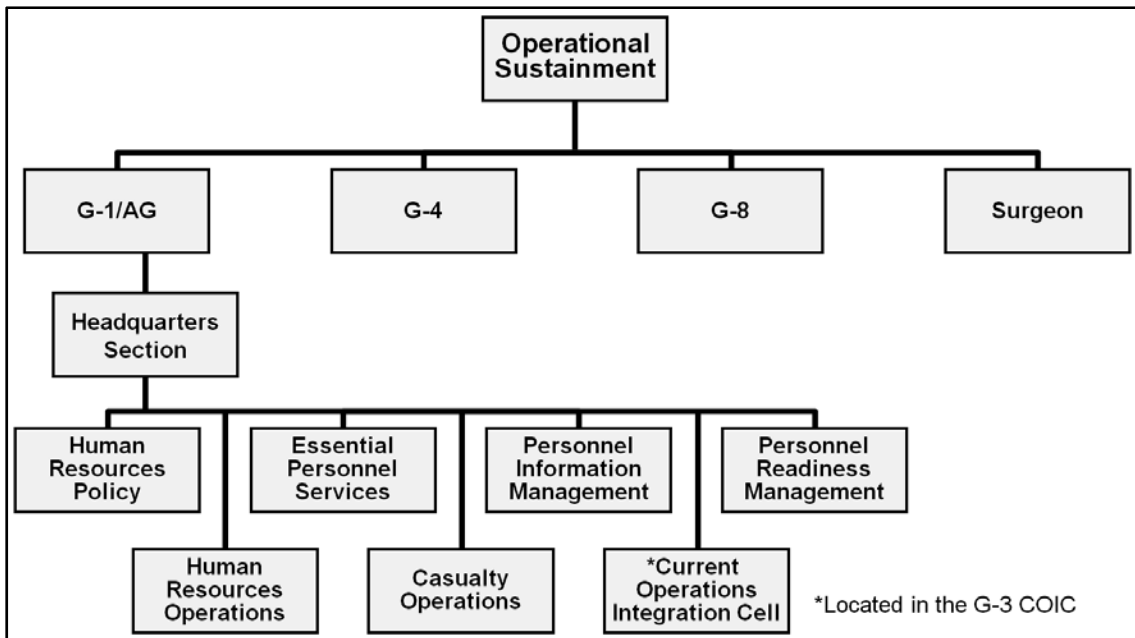 Operational
Sustainment
G-1/AG
G-4
G-8
Surgeon
Headquarters
Section
Human
Resources
Policy
Essential
Personnel
Services
Personnel
Information
Management
Personnel
Readiness
Management
Human
Resources
Operations
Casualty
Operations
*Current
Operations
Integration Cell
*Located in the G-3 COIC